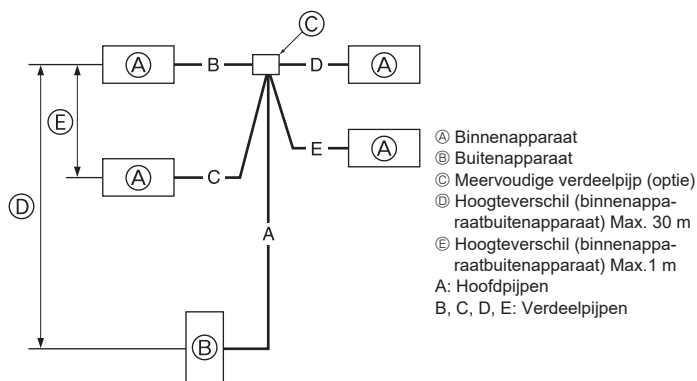 Ⓒ
Ⓐ B D Ⓐ
Ⓔ
Ⓐ C E Ⓐ
Ⓓ
A
Ⓑ
Ⓐ Binnenapparaat
Ⓑ Buitenapparaat
Ⓒ Meervoudige verdeelpijp (optie)
Ⓓ Hoogteverschil (binnenappa-
raatbuitenapparaat) Max. 30 m
Ⓔ Hoogteverschil (binnenappa-
raatbuitenapparaat) Max.1 m
A: Hoofdpijpen
B, C, D, E: Verdeelpijpen